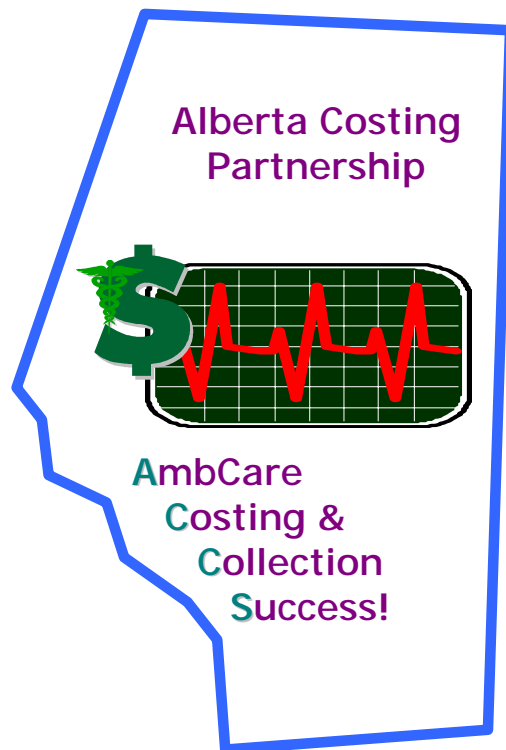 Alberta Costing
Partnership
$
AmbCare
Costing &
Collection
Success!